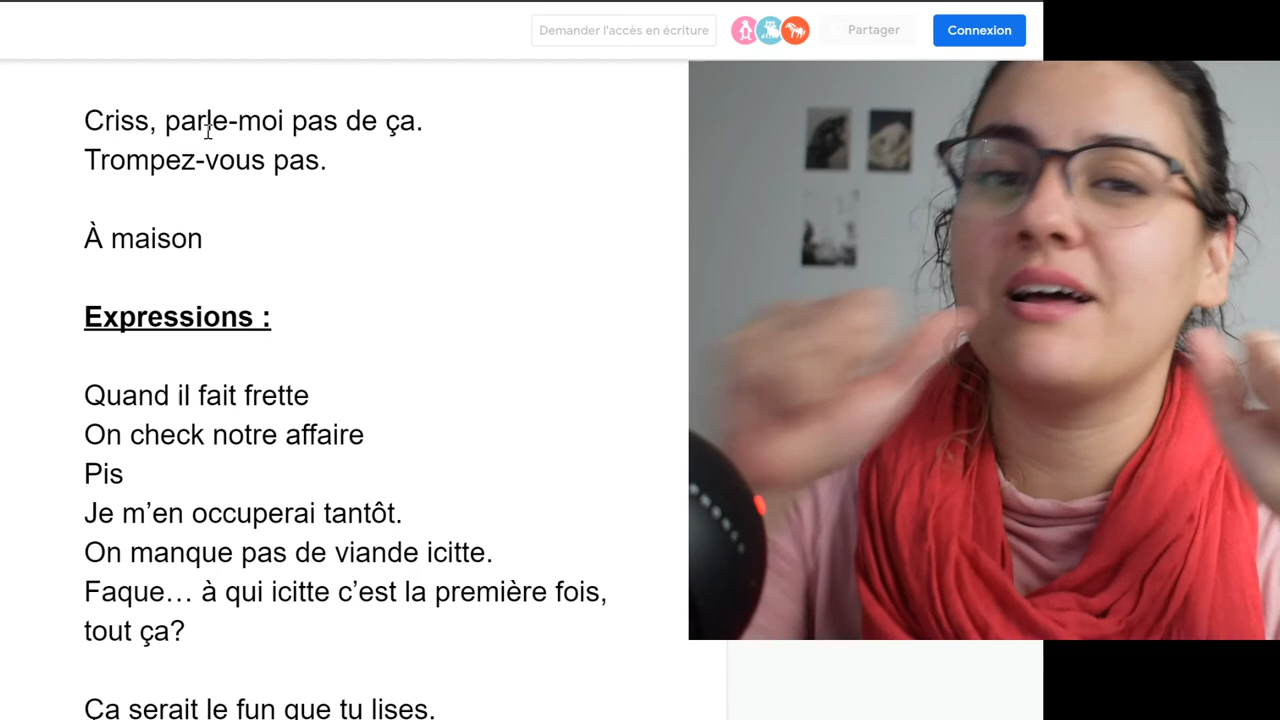 Demander l'accès en écriture
Partager
Connexion
Criss, parle-moi pas de ça.
Trompez-vous pas.
À maison
Expressions :
Quand il fait frette
On check notre affaire
Pis
Je m’en occuperai tantôt.
On manque pas de viande icitte.
Faque… à qui icitte c’est la première fois,
tout ça?
Ça serait le fun que tu lises.